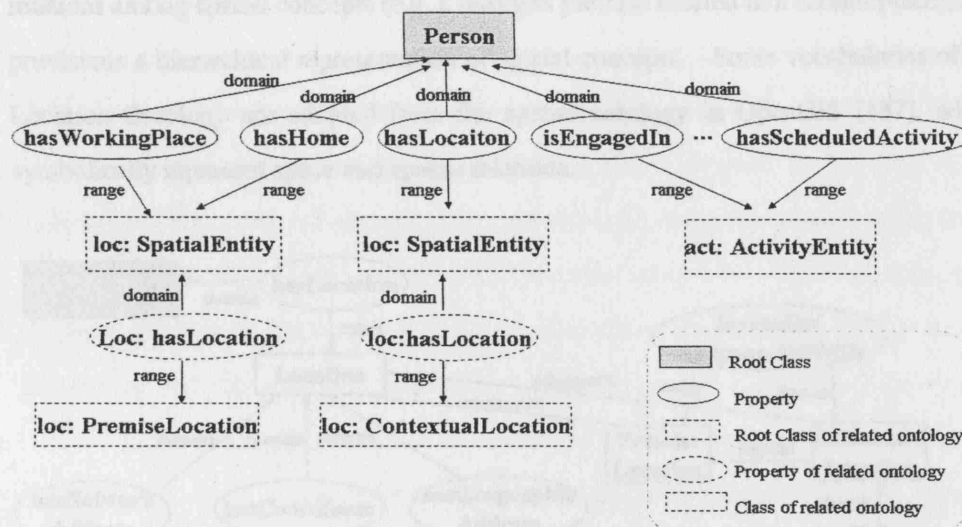 Person
domain domain domain domain domain
hasWorkingPlace hasHome hasLocaiton isEngagedIn ... hasScheduledActivity
range range range range range
loc: SpatialEntity loc: SpatialEntity act: ActivityEntity
domain domain
Loc: hasLocation loc:hasLocation
range range
loc: PremiseLocation loc: ContextualLocation
Root Class
Property
Root Class of related ontology
Property of related ontology
Class of related ontology